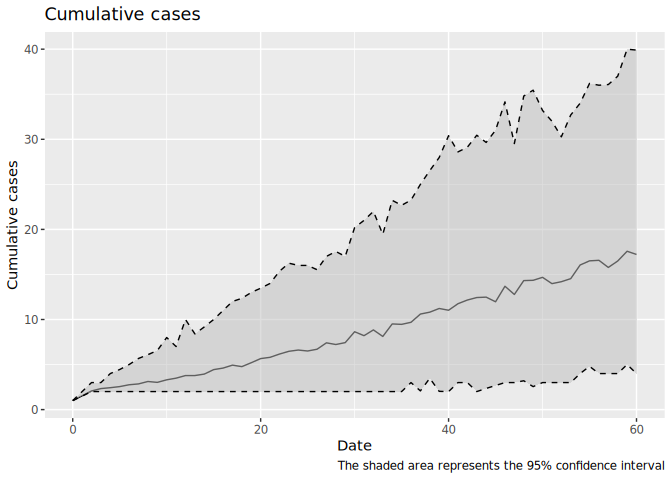 Cumulative cases
Cumulative cases
40
30
20
10
0
0 20 40 60
Date
The shaded area represents the 95% confidence interval